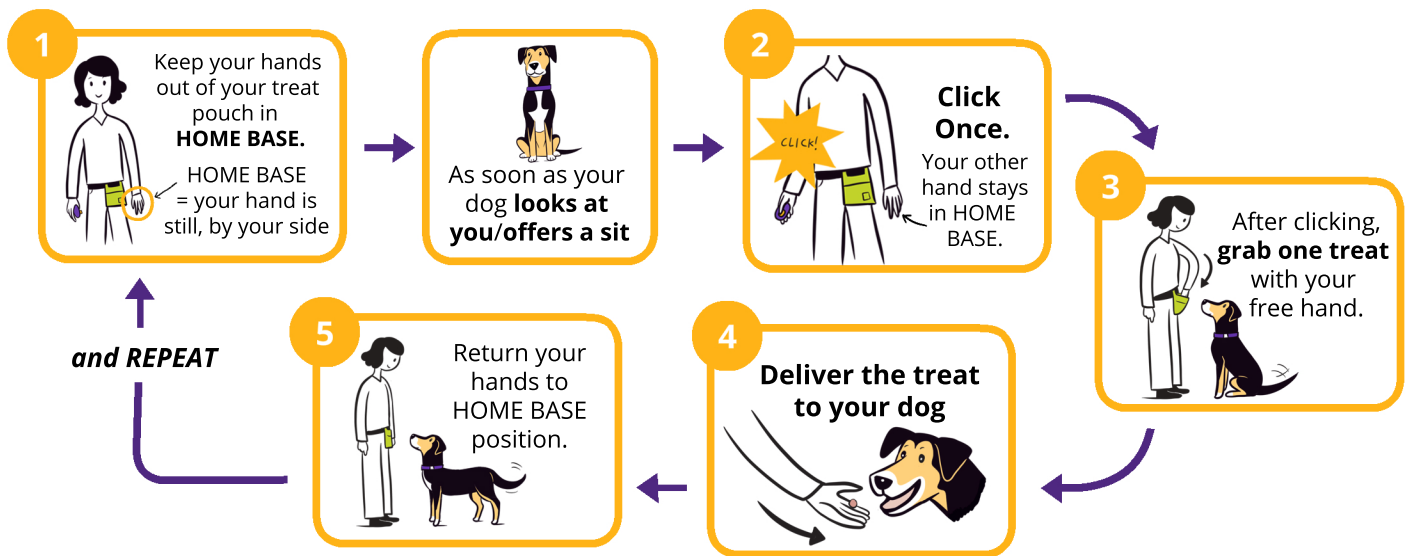 1
Keep your hands
out of your treat
pouch in
HOME BASE.
HOME BASE
= your hand is
still, by your side
As soon as your
dog looks at
you/offers a sit
2
CLICK!
Click
Once.
Your other
hand stays
in HOME
BASE.
3
After clicking,
grab one treat
with your
free hand.
4
Deliver the treat
to your dog
5
Return your
hands to
HOME BASE
position.
and REPEAT